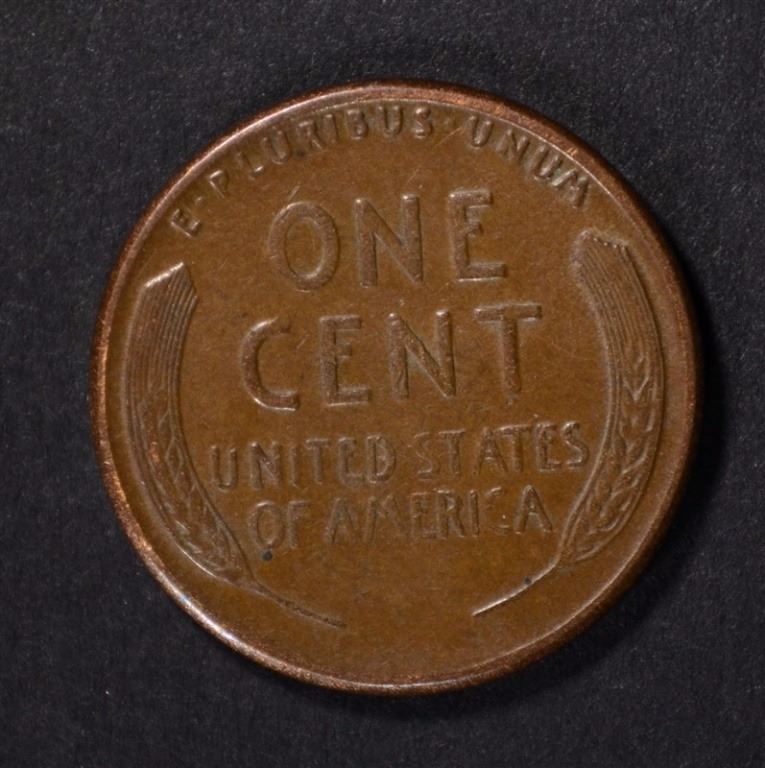 E·PLURIBUS·UNUM
ONE
CENT
UNITED STATES
OF AMERICA